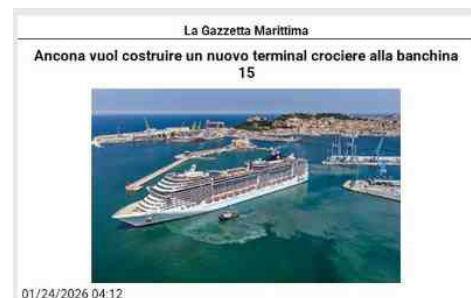 La Gazzetta Marittima
Ancona vuol costruire un nuovo terminal crociere alla banchina
15
01/24/2026 04:12